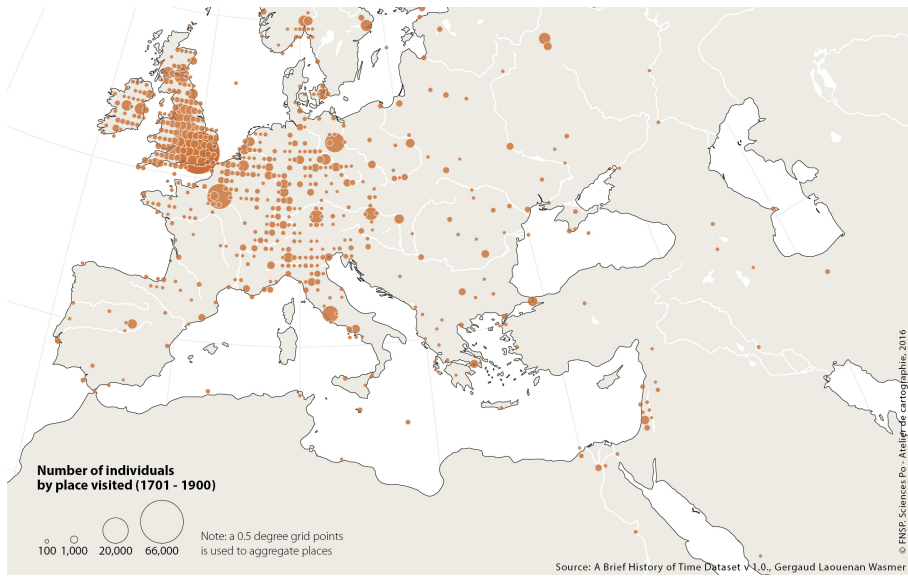 Number of individuals
by place visited (1701 - 1900)
100 1,000 20,000 66,000
Note: a 0.5 degree grid points
is used to aggregate places
Source: A Brief History of Time Dataset v 1.0., Gergaud Laouenan Wasmer
© FNSP. Sciences Po - Atelier de cartographie, 2016